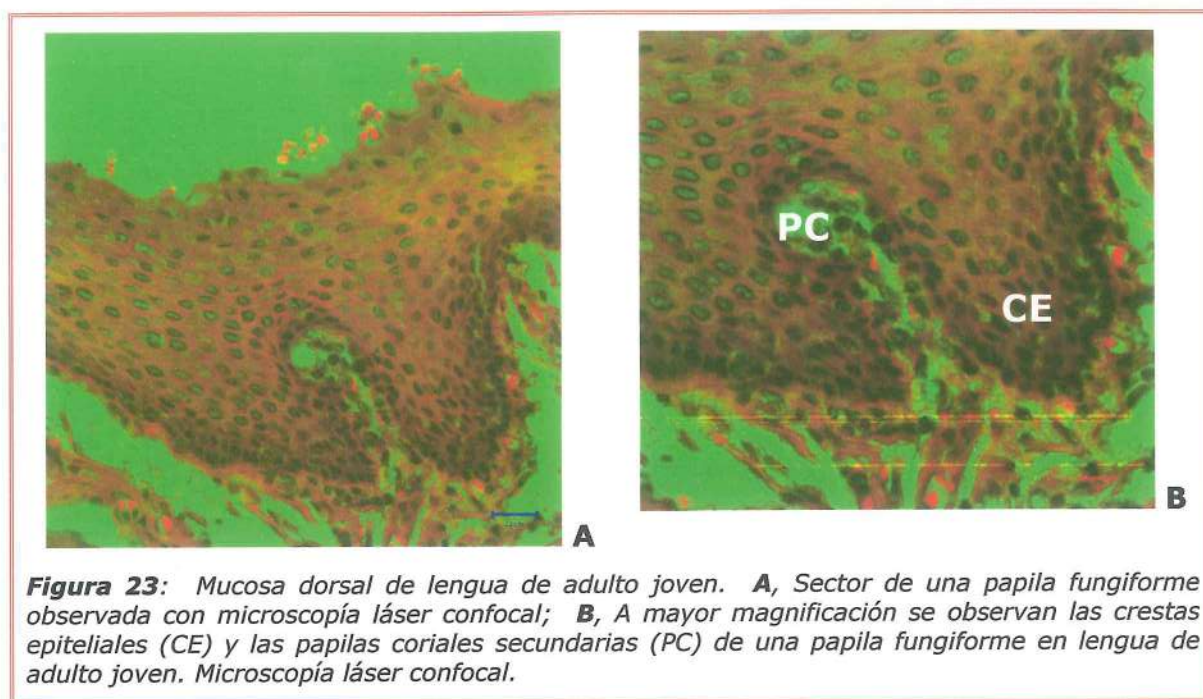 PC
CE
A
B
Figura 23: Mucosa dorsal de lengua de adulto joven. A, Sector de una papila fungiforme
observada con microscopía láser confocal; B, A mayor magnificación se observan las crestas
epiteliales (CE) y las papilas coriales secundarias (PC) de una papila fungiforme en lengua de
adulto joven. Microscopía láser confocal.